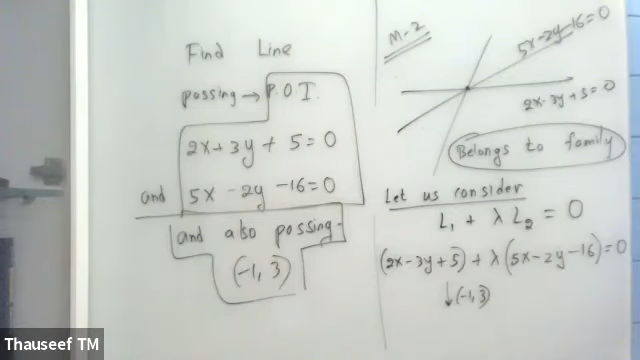 Find Line
possing → P.O.I.
2x+3y + 5=0
and 5x -2y -16=0
and also possing-
(-1, 3)
M-2
5x-2y-16=0
2x-3y+5=0
Belongs to family
Let us consider
L₁ + λ L₂ = 0
(2x-3y+5) + λ(5x-2y-16)=0
↓(-1,3)
Thauseef TM